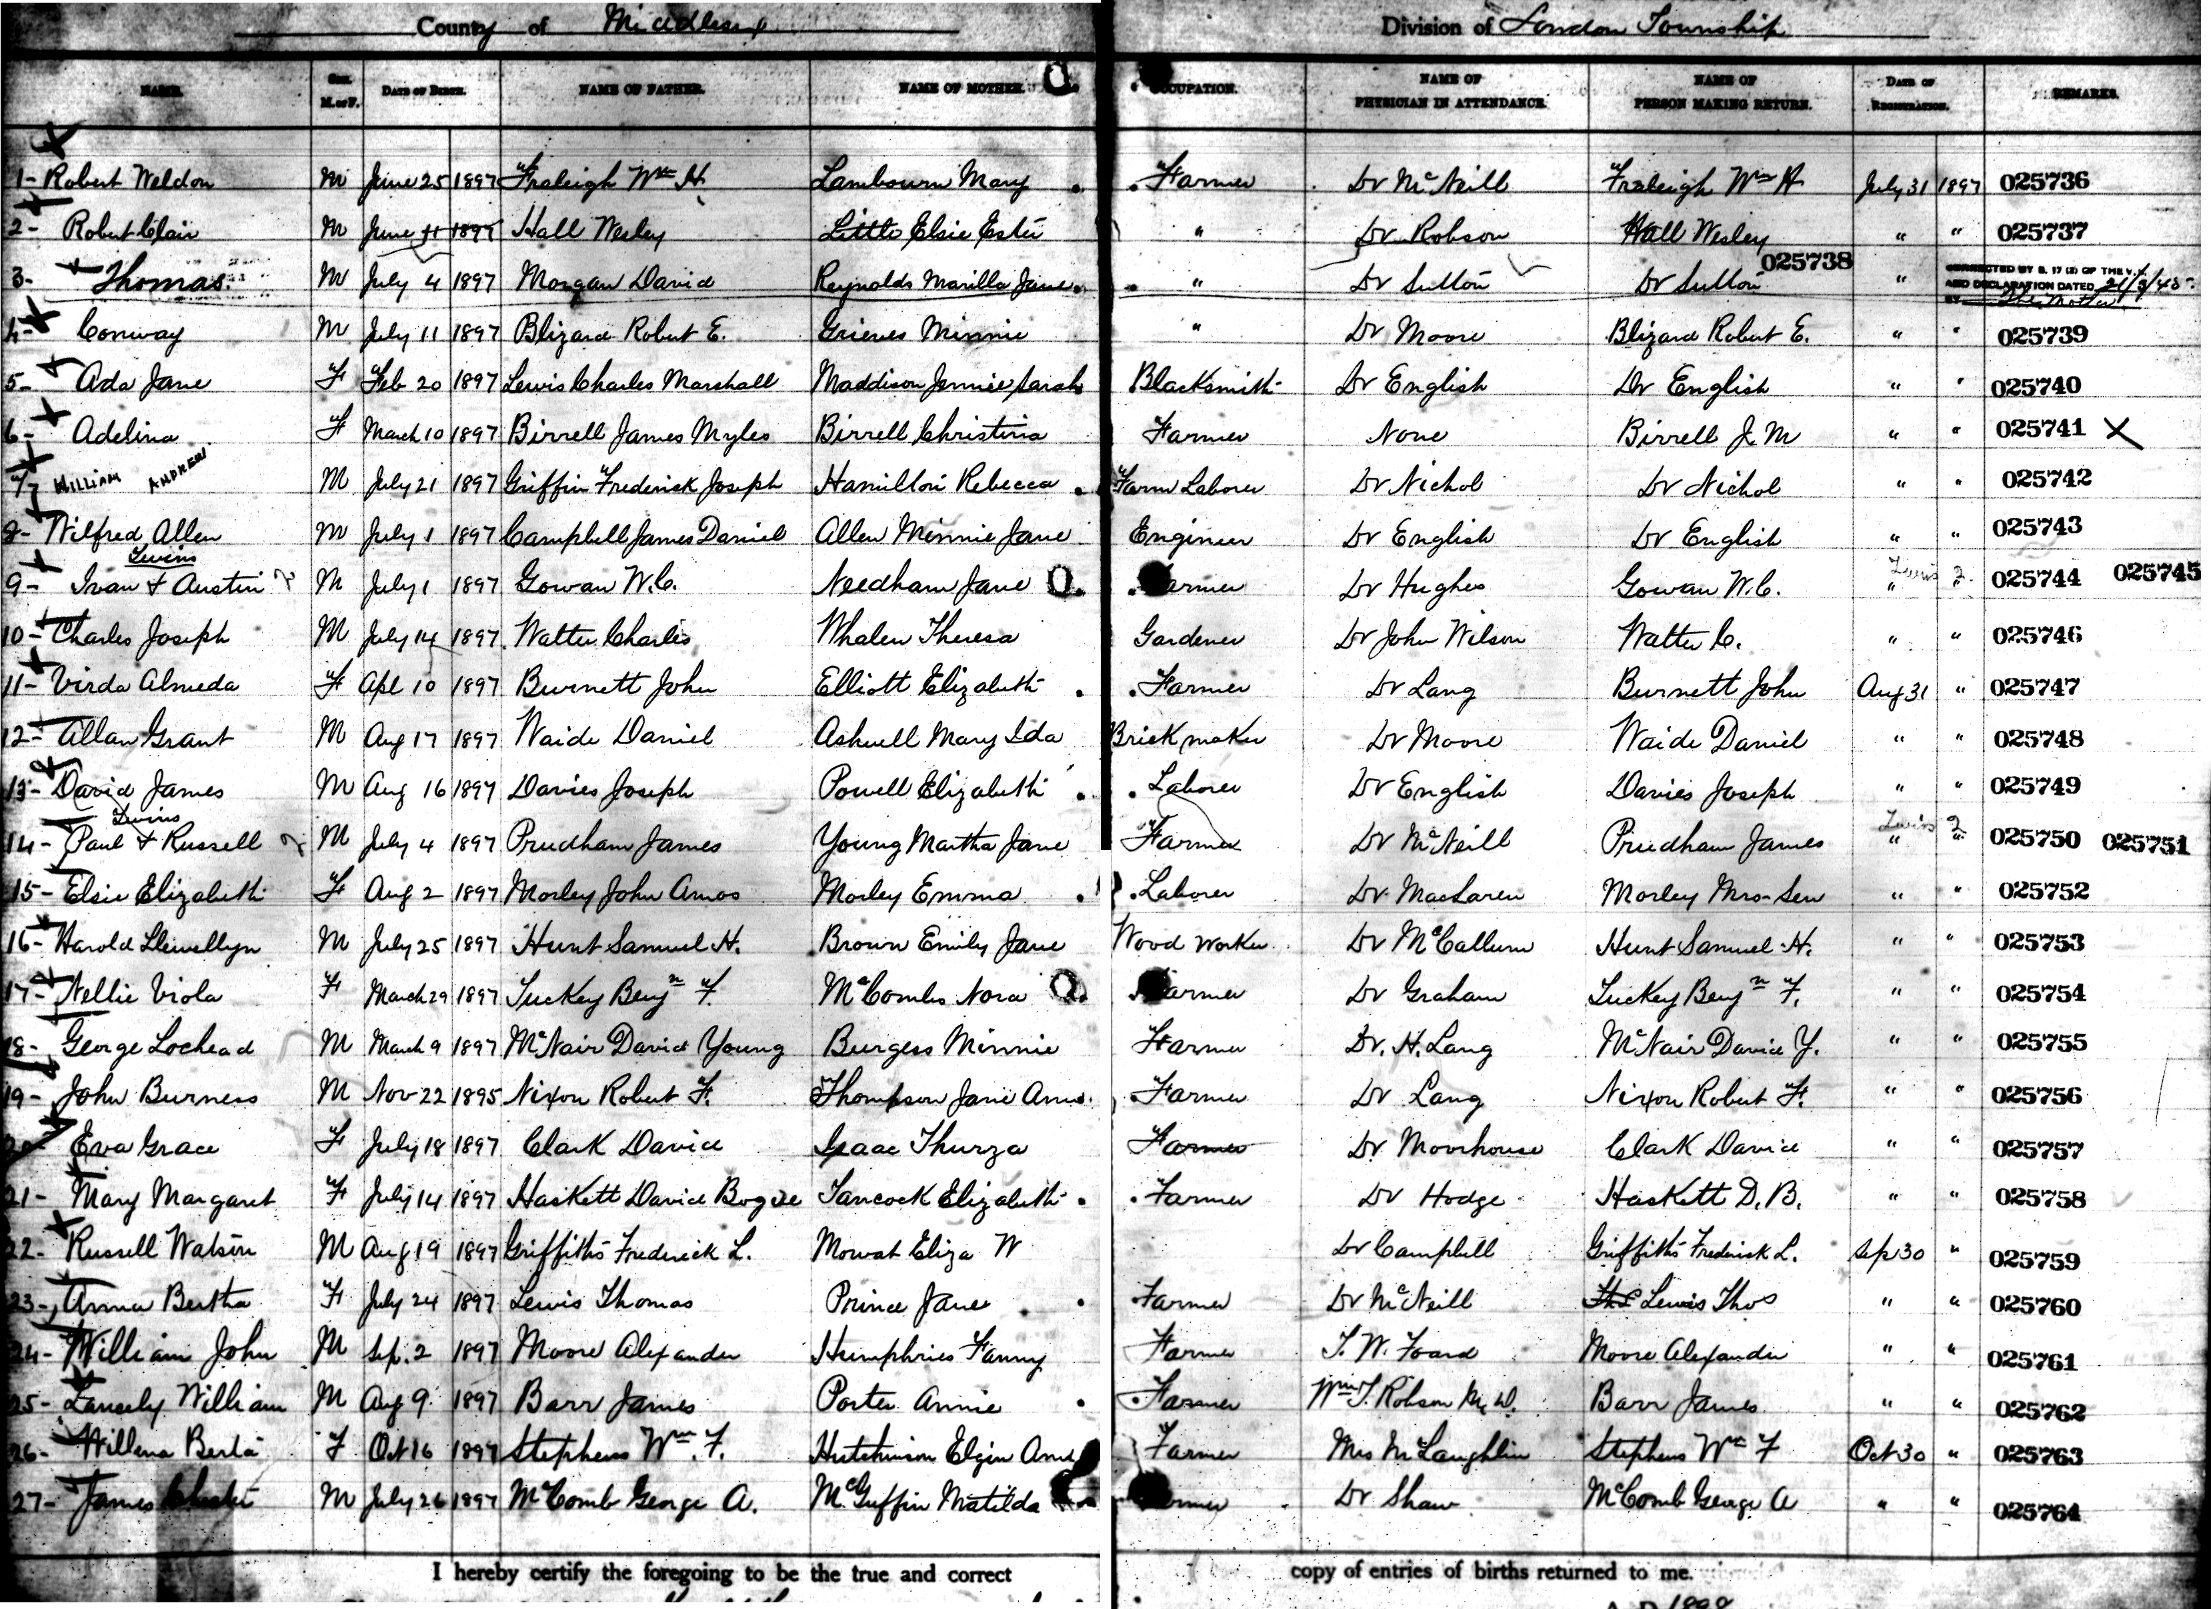 County of Middlesex Division of London Township
NAME. SEX. M. or F. DATE OF BIRTH. NAME OF FATHER. NAME OF MOTHER. OCCUPATION. NAME OF PHYSICIAN IN ATTENDANCE. NAME OF PERSON MAKING RETURN. DATE OF REGISTRATION. REMARKS.
1- Robert Weldon M June 25 1897 Fraleigh Wm H. Lambourn Mary Farmer Dr McNeill Fraleigh Wm H July 31 1897 025736
2- Robert Clair M June 11 1897 Hall Wesley Little Elsie Ester " Dr Robson Hall Wesley " " 025737
3- Thomas. M July 4 1897 Morgan David Reynolds Marilla Jane " Dr Sutton Dr Sutton 025738 " CORRECTED BY S. 17 (2) OF THE V.S. AND DECLARATION DATED BY The Mother
4- Conway M July 11 1897 Blizard Robert E. Grieves Minnie " Dr Moore Blizard Robert E. " " 025739
5- Ada Jane F Feb 20 1897 Lewis Charles Marshall Maddison Jennie Sarah Blacksmith Dr English Dr English " " 025740
6- Adelina F March 10 1897 Birrell James Myles Birrell Christina Farmer None Birrell J. M " " 025741 X
7- WILLIAM ANDREW M July 21 1897 Griffin Frederick Joseph Hamilton Rebecca Farm Laborer Dr Nichol Dr Nichol " " 025742
8- Wilfred Allen M July 1 1897 Campbell James Daniel Allen Minnie Jane Engineer Dr English Dr English " " 025743
Twins
9- Ivan & Austin 2 M July 1 1897 Gowan W.C. Needham Jane Farmer Dr Hughes Gowan W.C. Twins 2 " " 025744 025745
10- Charles Joseph M July 14 1897 Walter Charles Whalen Theresa Gardener Dr John Wilson Walter C. " " 025746
11- Virda Almeda F Apl 10 1897 Burnett John Elliott Elizabeth Farmer Dr Lang Burnett John Aug 31 " 025747
12- Allan Grant M Aug 17 1897 Waide Daniel Ashwell Mary Ida Brick maker Dr Moore Waide Daniel " " 025748
13- David James M Aug 16 1897 Davies Joseph Powell Elizabeth Laborer Dr English Davies Joseph " " 025749
Twins
14- Paul & Russell 2 M July 4 1897 Prudham James Young Martha Jane Farmer Dr McNeill Prudham James Twins 2 " " 025750 025751
15- Elsie Elizabeth F Aug 2 1897 Morley John Amos Morley Emma Laborer Dr MacLaren Morley Mrs. Sen " " 025752
16- Harold Llewellyn M July 25 1897 Hunt Samuel H. Brown Emily Jane Wood Worker Dr McCallum Hunt Samuel H. " " 025753
17- Nellie Viola F March 29 1897 Tuckey Benjn F. McCombs Nora Farmer Dr Graham Tuckey Benjn F. " " 025754
18- George Lochead M March 9 1897 McNair David Young Burgess Minnie Farmer Dr. H. Lang McNair David Y. " " 025755
19- John Burness M Nov 22 1895 Nixon Robert F. Thompson Jane Ann. Farmer Dr Lang Nixon Robert F. " " 025756
20- Eva Grace F July 18 1897 Clark David Isaac Thurza Farmer Dr. Moorhouse Clark David " " 025757
21- Mary Margaret F July 14 1897 Haskett David Bogue Tancock Elizabeth Farmer Dr Hodge Haskett D. B. " " 025758
22- Russell Watson M Aug 19 1897 Griffiths Frederick L. Mowat Eliza W Dr Campbell Griffiths Frederick L. Sep 30 " 025759
23- Anna Bertha F July 24 1897 Lewis Thomas Prince Jane Farmer Dr McNeill Lewis Thos " " 025760
24- William John M Sep. 2 1897 Moore Alexander Humphries Fanny Farmer T. W. Foard Moore Alexander " " 025761
25- Lancely William M Aug 9 1897 Barr James Porter Annie Farmer Wm T. Robson M.D. Barr James " " 025762
26- Willena Berta F Oct 16 1897 Stephens Wm. F. Hutchinson Elgin Ann Farmer Mrs McLaughlin Stephens Wm F Oct 30 " 025763
27- James Chester M July 26 1897 McComb George A. McGuffin Matilda Farmer Dr Shaw McComb George A " " 025764
I hereby certify the foregoing to be the true and correct copy of entries of births returned to me.